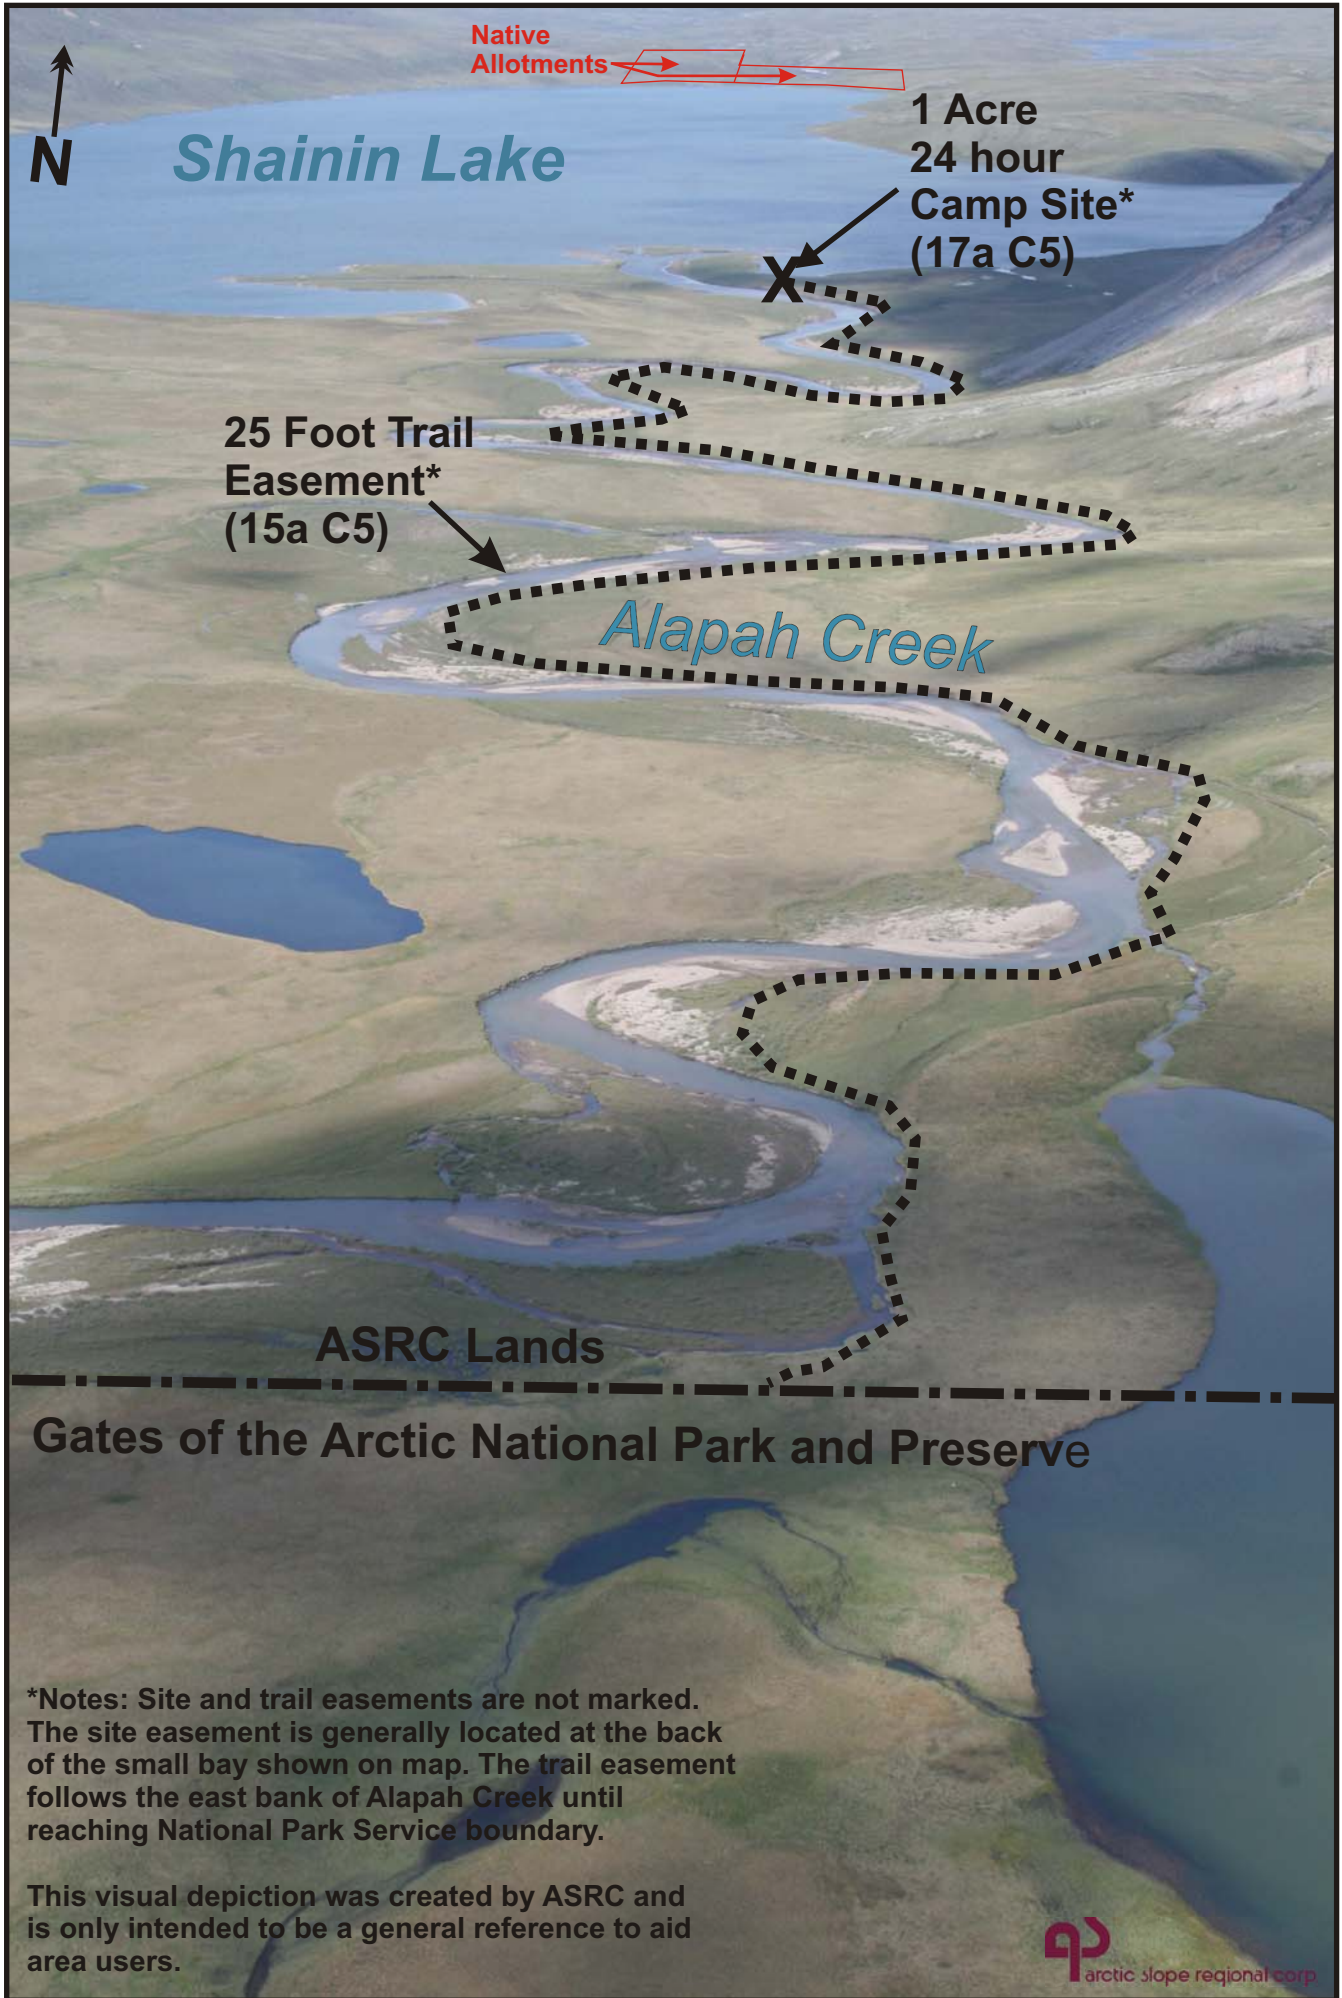 Native
Allotments
N
Shainin Lake
1 Acre
24 hour
Camp Site*
(17a C5)
X
25 Foot Trail
Easement*
(15a C5)
Alapah Creek
ASRC Lands
Gates of the Arctic National Park and Preserve
*Notes: Site and trail easements are not marked.
The site easement is generally located at the back
of the small bay shown on map. The trail easement
follows the east bank of Alapah Creek until
reaching National Park Service boundary.
This visual depiction was created by ASRC and
is only intended to be a general reference to aid
area users.
arctic slope regional corp